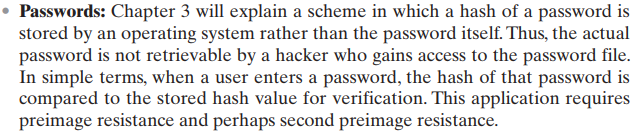 • Passwords: Chapter 3 will explain a scheme in which a hash of a password is
stored by an operating system rather than the password itself. Thus, the actual
password is not retrievable by a hacker who gains access to the password file.
In simple terms, when a user enters a password, the hash of that password is
compared to the stored hash value for verification. This application requires
preimage resistance and perhaps second preimage resistance.